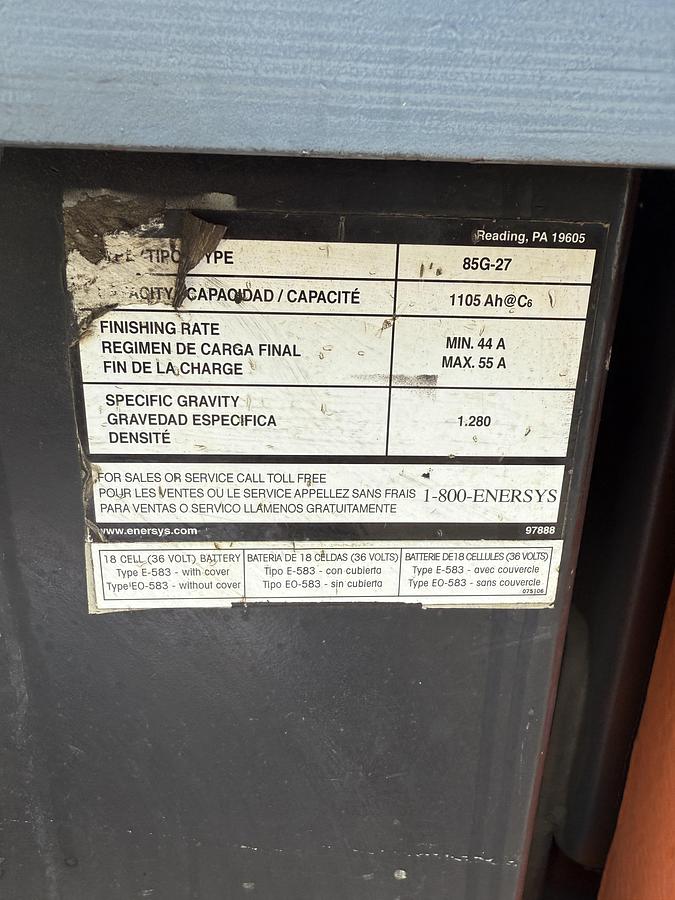 Reading, PA 19605
TIPO
85G-27
CAPACIDAD / CAPACITÉ
1105 Ah@C6
FINISHING RATE
REGIMEN DE CARGA FINAL
FIN DE LA CHARGE
MIN. 44 A
MAX. 55 A
SPECIFIC GRAVITY
GRAVEDAD ESPECIFICA
DENSITÉ
1.280
FOR SALES OR SERVICE CALL TOLL FREE
POUR LES VENTES OU LE SERVICE APPELLEZ SANS FRAIS
PARA VENTAS O SERVICO LLAMENOS GRATUITAMENTE
1-800-ENERSYS
www.enersys.com
97888
18 CELL (36 VOLT) BATTERY
Type E-583 - with cover
Type EO-583 - without cover
BATERIA DE 18 CELDAS (36 VOLTS)
Tipo E-583 - con cubierta
Tipo EO-583 - sin cubierta
BATTERIE DE 18 CELLULES (36 VOLTS)
Type E-583 - avec couvercle
Type EO-583 - sans couvercle
075106